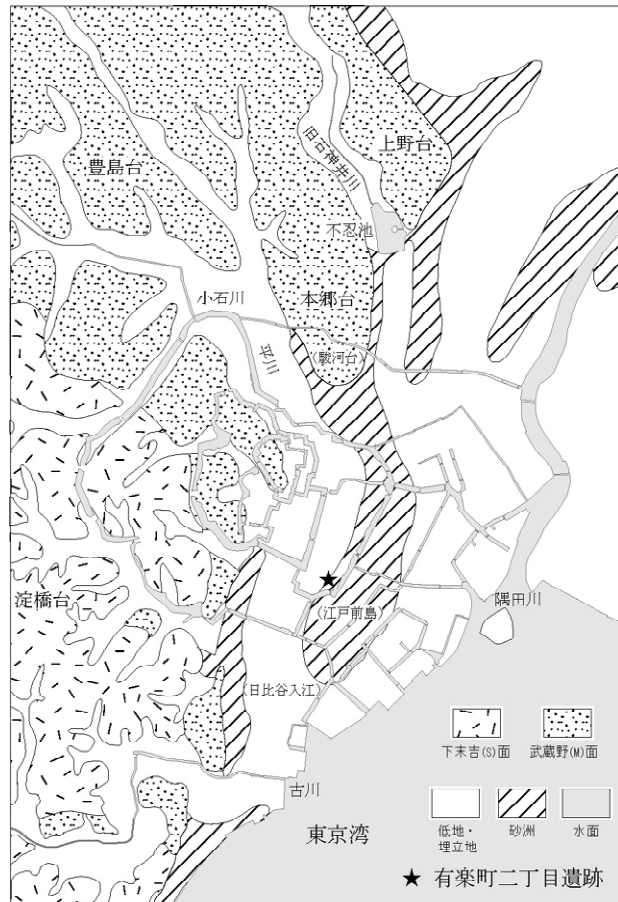 上野台
旧石神井川
豊島台
不忍池
小石川
本郷台
平川
(駿河台)
淀橋台
(江戸前島)
隅田川
(日比谷入江)
下末吉(S)面
武蔵野(M)面
古川
東京湾
低地・
埋立地
砂洲
水面
★ 有楽町二丁目遺跡